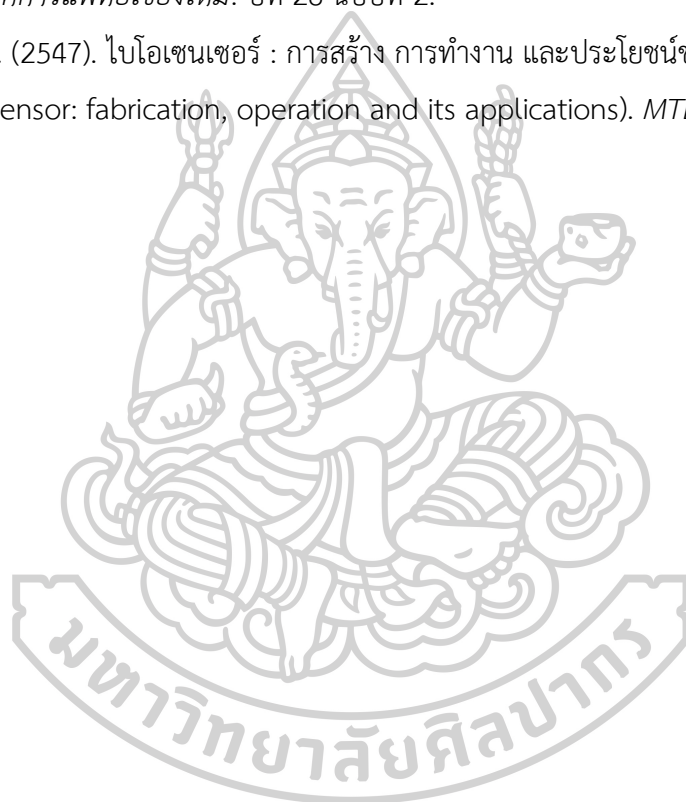 (2547). ไบโอเซนเซอร์ : การสร้าง การทำงาน และประโยชน์
ensor: fabrication, operation and its applications). MT
มหาวิทยาลัยศิลปากร